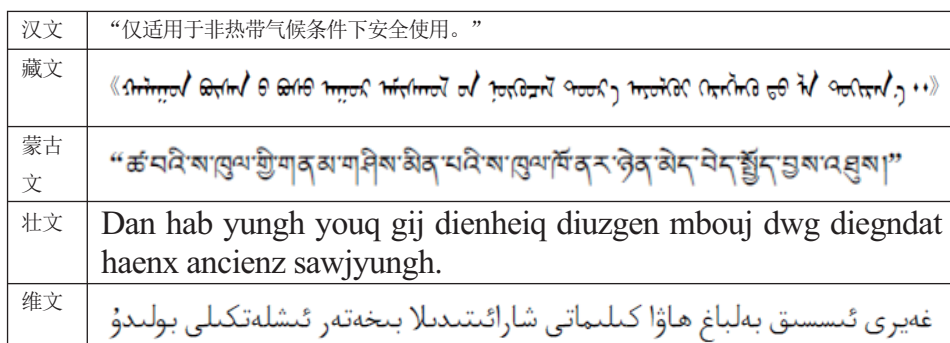 汉文 “仅适用于非热带气候条件下安全使用。”
藏文
蒙古
文 “ཚ་བའི་ས་ཁུལ་གྱི་གནམ་གཤིས་མིན་པའི་ས་ཁུལ་ཁོ་ནར་ཉེན་མེད་བེད་སྤྱོད་བྱས་འཐུས།”
壮文 Dan hab yungh youq gij dienheiq diuzgen mbouj dwg diegndat
haenx ancienz sawjyungh.
维文 غەيرى ئىسسىق بەلباغ ھاۋا كىلىماتى شارائىتىدىلا بىخەتەر ئىشلەتكىلى بولىدۇ